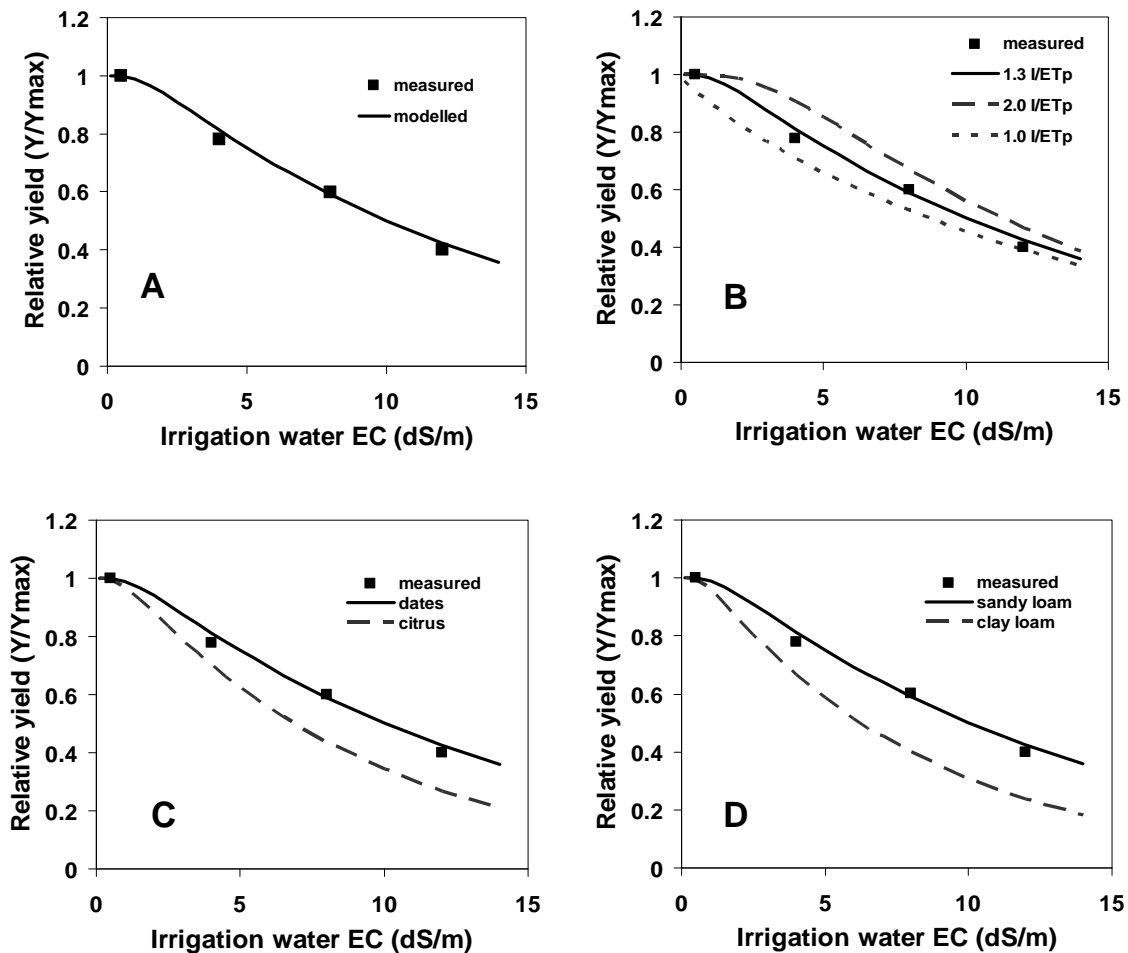 1.2
1
0.8
0.6
0.4
0.2
0
0 5 10 15
Relative yield (Y/Ymax)
Irrigation water EC (dS/m)
measured
modelled
A
1.2
1
0.8
0.6
0.4
0.2
0
0 5 10 15
Relative yield (Y/Ymax)
Irrigation water EC (dS/m)
measured
1.3 I/ETp
2.0 I/ETp
1.0 I/ETp
B
1.2
1
0.8
0.6
0.4
0.2
0
0 5 10 15
Relative yield (Y/Ymax)
Irrigation water EC (dS/m)
measured
dates
citrus
C
1.2
1
0.8
0.6
0.4
0.2
0
0 5 10 15
Relative yield (Y/Ymax)
Irrigation water EC (dS/m)
measured
sandy loam
clay loam
D